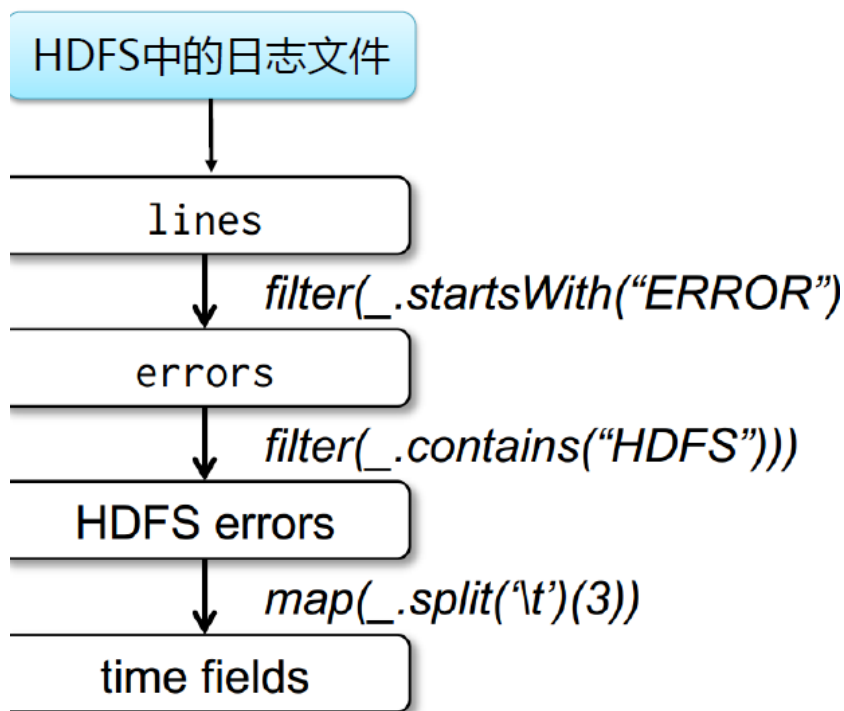 HDFS中的日志文件
lines
filter(_.startsWith(“ERROR”)
errors
filter(_.contains(“HDFS”)))
HDFS errors
map(_.split(‘\t’)(3))
time fields